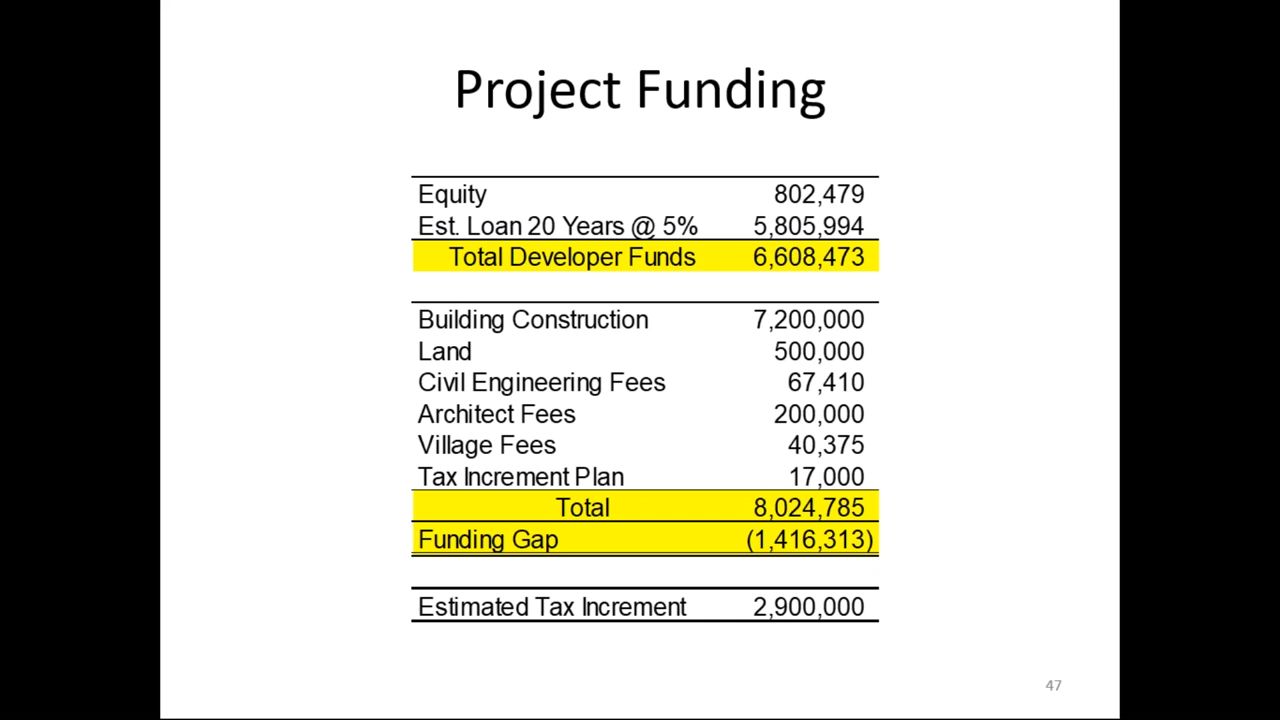 Project Funding
Equity 802,479
Est. Loan 20 Years @ 5% 5,805,994
Total Developer Funds 6,608,473
Building Construction 7,200,000
Land 500,000
Civil Engineering Fees 67,410
Architect Fees 200,000
Village Fees 40,375
Tax Increment Plan 17,000
Total 8,024,785
Funding Gap (1,416,313)
Estimated Tax Increment 2,900,000
47